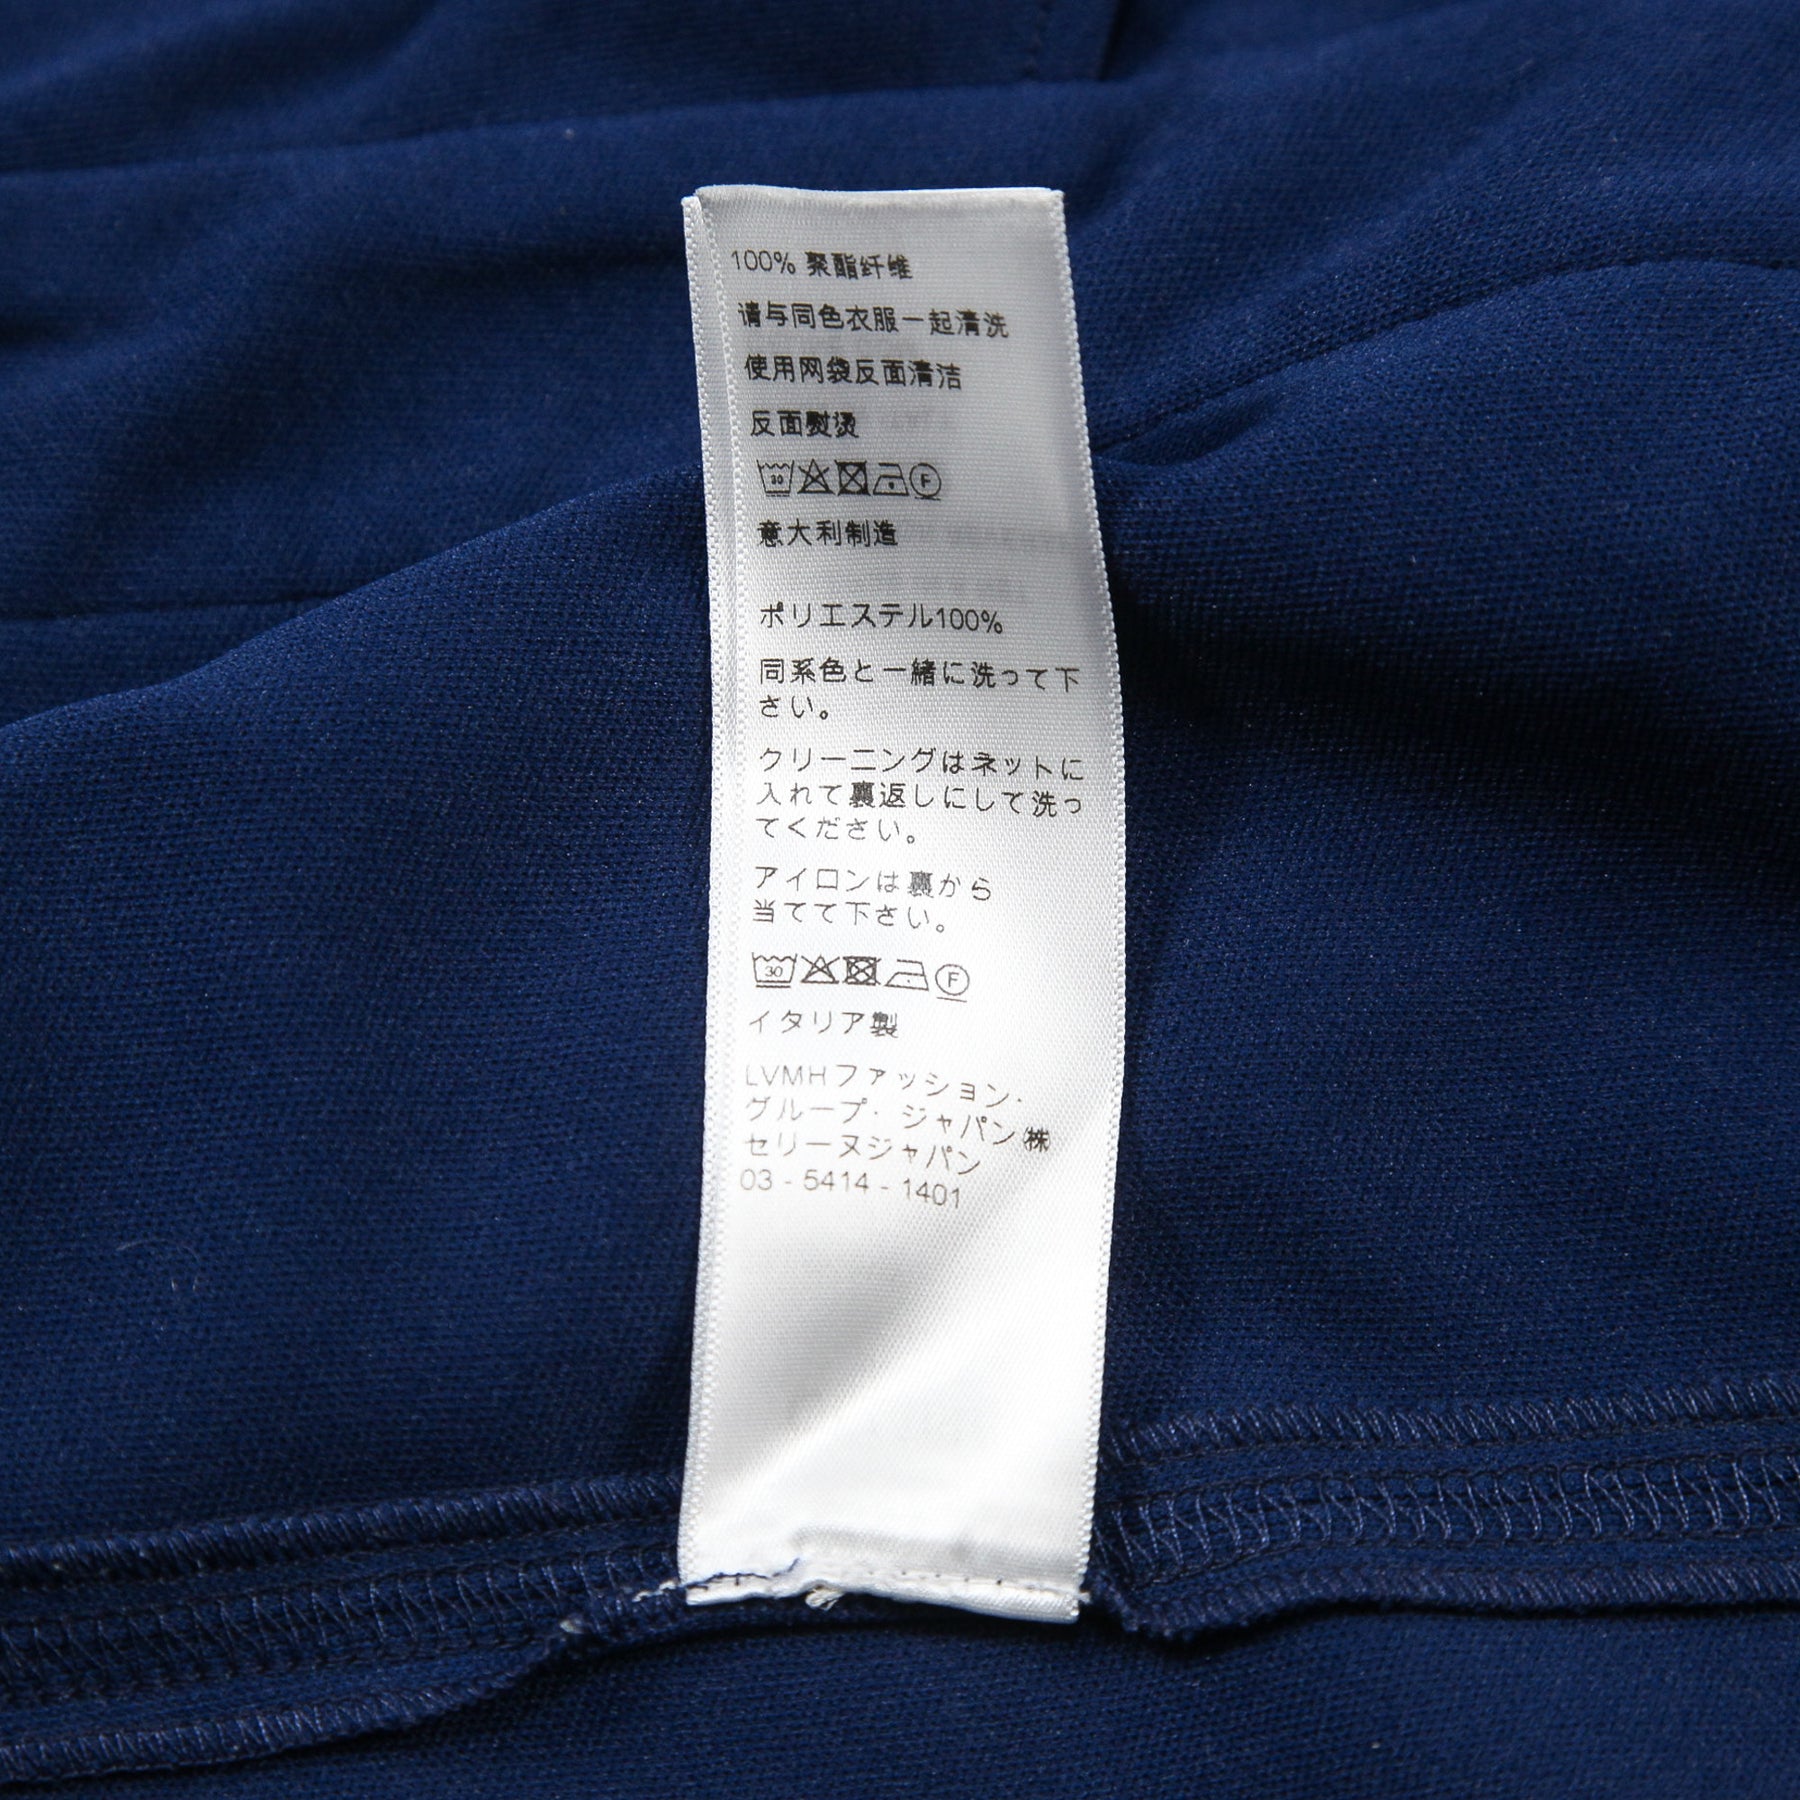 100% 聚酯纤维
请与同色衣服一起清洗
使用网袋反面清洁
反面熨烫
30 F
意大利制造
ポリエステル100%
同系色と一緒に洗って下
さい。
クリーニングはネットに
入れて裏返しにして洗っ
てください。
アイロンは裏から
当てて下さい。
30 F
イタリア製
LVMHファッション・
グループ・ジャパン㈱
セリーヌジャパン
03 - 5414 - 1401